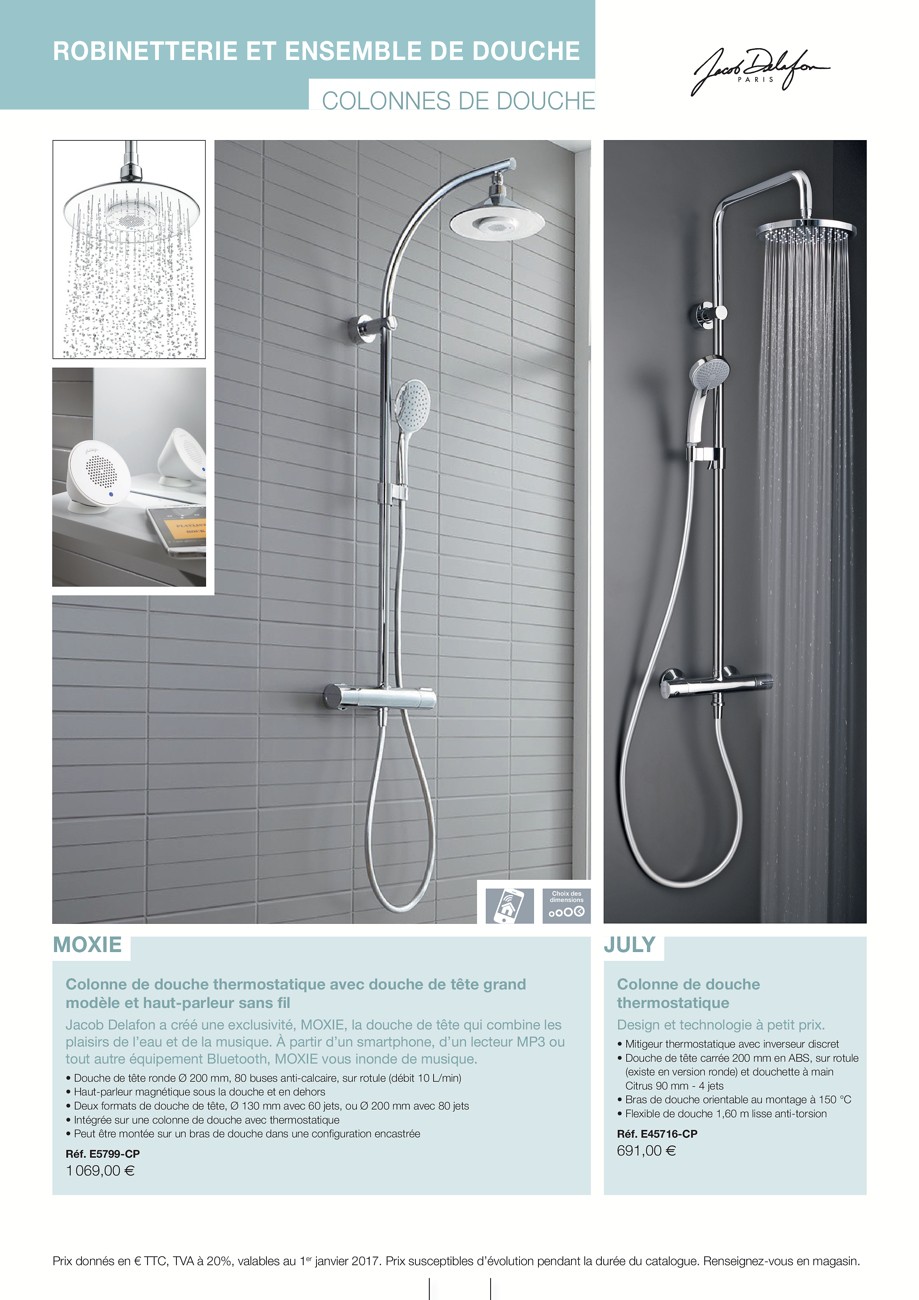 ROBINETTERIE ET ENSEMBLE DE DOUCHE
COLONNES DE DOUCHE
Jacob Delafon
PARIS
Choix des
dimensions
MOXIE
Colonne de douche thermostatique avec douche de tête grand
modèle et haut-parleur sans fil
Jacob Delafon a créé une exclusivité, MOXIE, la douche de tête qui combine les
plaisirs de l'eau et de la musique. À partir d'un smartphone, d'un lecteur MP3 ou
tout autre équipement Bluetooth, MOXIE vous inonde de musique.
• Douche de tête ronde Ø 200 mm, 80 buses anti-calcaire, sur rotule (débit 10 L/min)
• Haut-parleur magnétique sous la douche et en dehors
• Deux formats de douche de tête, Ø 130 mm avec 60 jets, ou Ø 200 mm avec 80 jets
• Intégrée sur une colonne de douche avec thermostatique
• Peut être montée sur un bras de douche dans une configuration encastrée
Réf. E5799-CP
1 069,00 €
JULY
Colonne de douche
thermostatique
Design et technologie à petit prix.
• Mitigeur thermostatique avec inverseur discret
• Douche de tête carrée 200 mm en ABS, sur rotule
(existe en version ronde) et douchette à main
Citrus 90 mm - 4 jets
• Bras de douche orientable au montage à 150 °C
• Flexible de douche 1,60 m lisse anti-torsion
Réf. E45716-CP
691,00 €
Prix donnés en € TTC, TVA à 20%, valables au 1er janvier 2017. Prix susceptibles d'évolution pendant la durée du catalogue. Renseignez-vous en magasin.